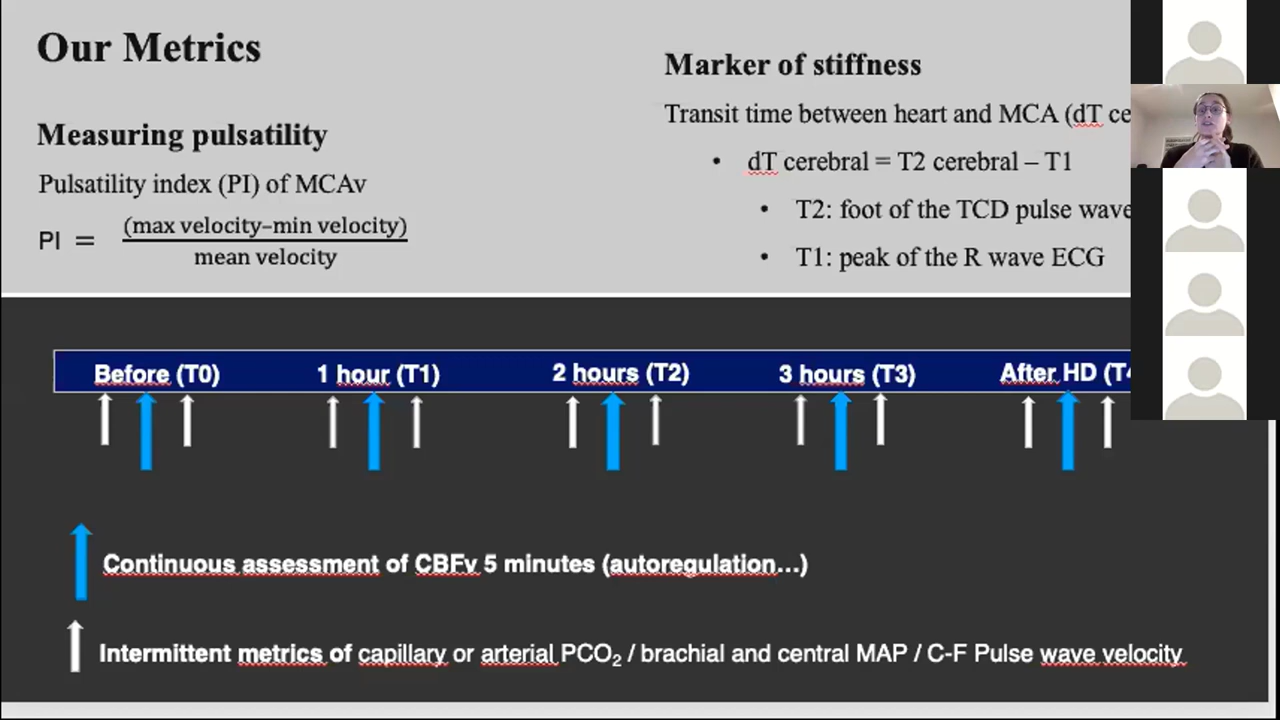 Our Metrics
Measuring pulsatility
Pulsatility index (PI) of MCAv
PI = (max velocity–min velocity)
mean velocity
Marker of stiffness
Transit time between heart and MCA (dT ce
• dT cerebral = T2 cerebral – T1
• T2: foot of the TCD pulse wave
• T1: peak of the R wave ECG
Before (T0) 1 hour (T1) 2 hours (T2) 3 hours (T3) After HD (T4
Continuous assessment of CBFv 5 minutes (autoregulation...)
Intermittent metrics of capillary or arterial PCO₂ / brachial and central MAP / C-F Pulse wave velocity